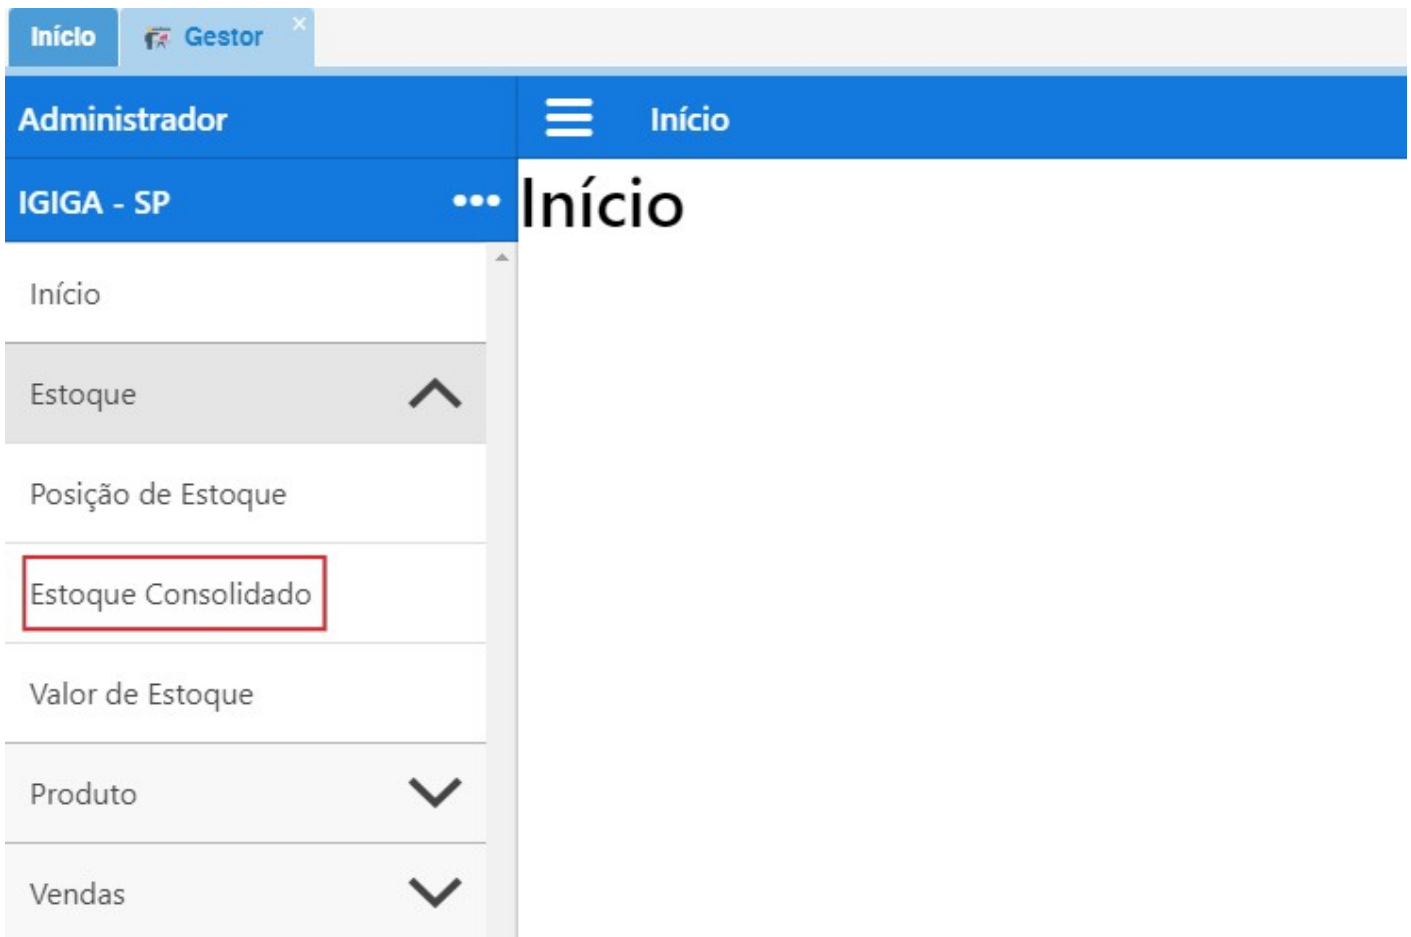 Início
Gestor
Administrador
Início
IGIGA - SP
Início
Início
Estoque
Posição de Estoque
Estoque Consolidado
Valor de Estoque
Produto
Vendas